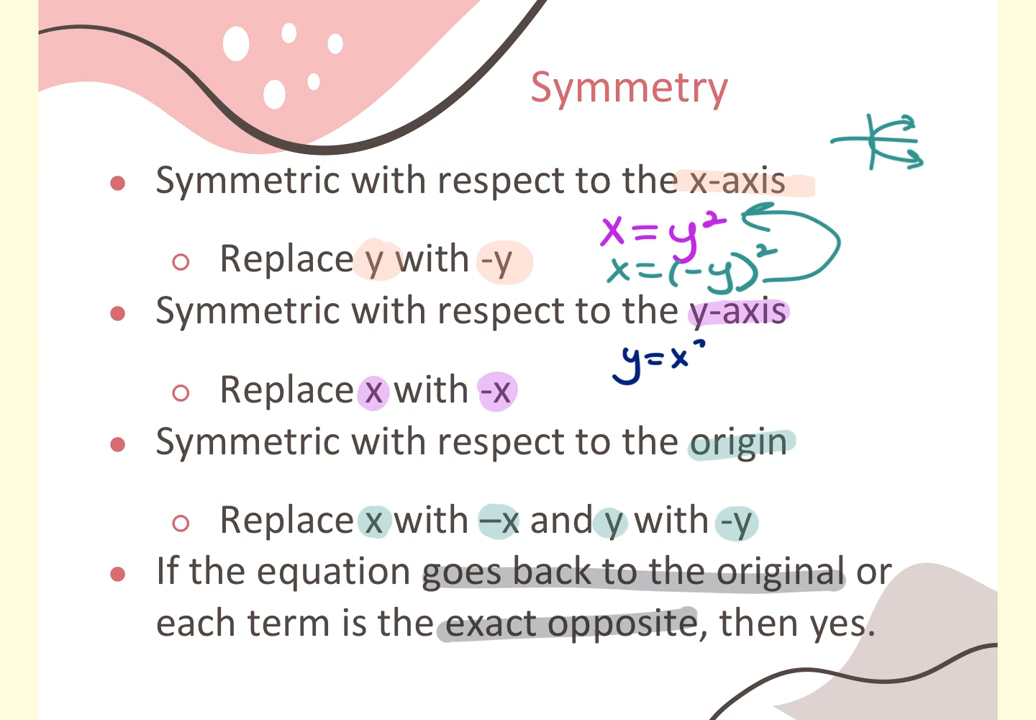 Symmetry
● Symmetric with respect to the x-axis
x = y²
○ Replace y with -y
x = (-y)²
● Symmetric with respect to the y-axis
y = x
○ Replace x with -x
● Symmetric with respect to the origin
○ Replace x with –x and y with -y
● If the equation goes back to the original or
each term is the exact opposite, then yes.